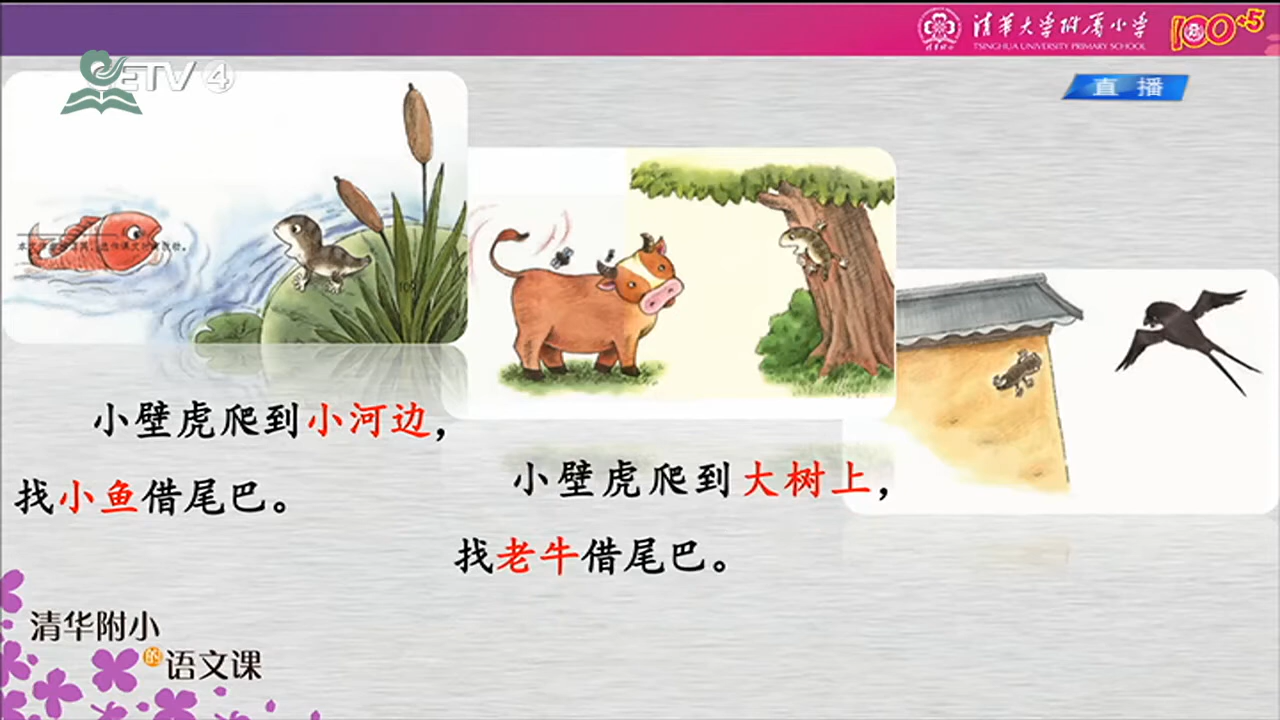 清华大学附属小学
TSINGHUA UNIVERSITY PRIMARY SCHOOL
100+5
CETV 4
直播
109
小壁虎爬到小河边，
找小鱼借尾巴。
小壁虎爬到大树上，
找老牛借尾巴。
清华附小
的语文课